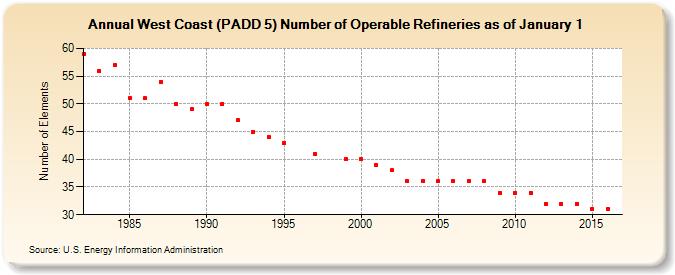 Annual West Coast (PADD 5) Number of Operable Refineries as of January 1
Number of Elements
60
55
50
45
40
35
30
1985 1990 1995 2000 2005 2010 2015
Source: U.S. Energy Information Administration